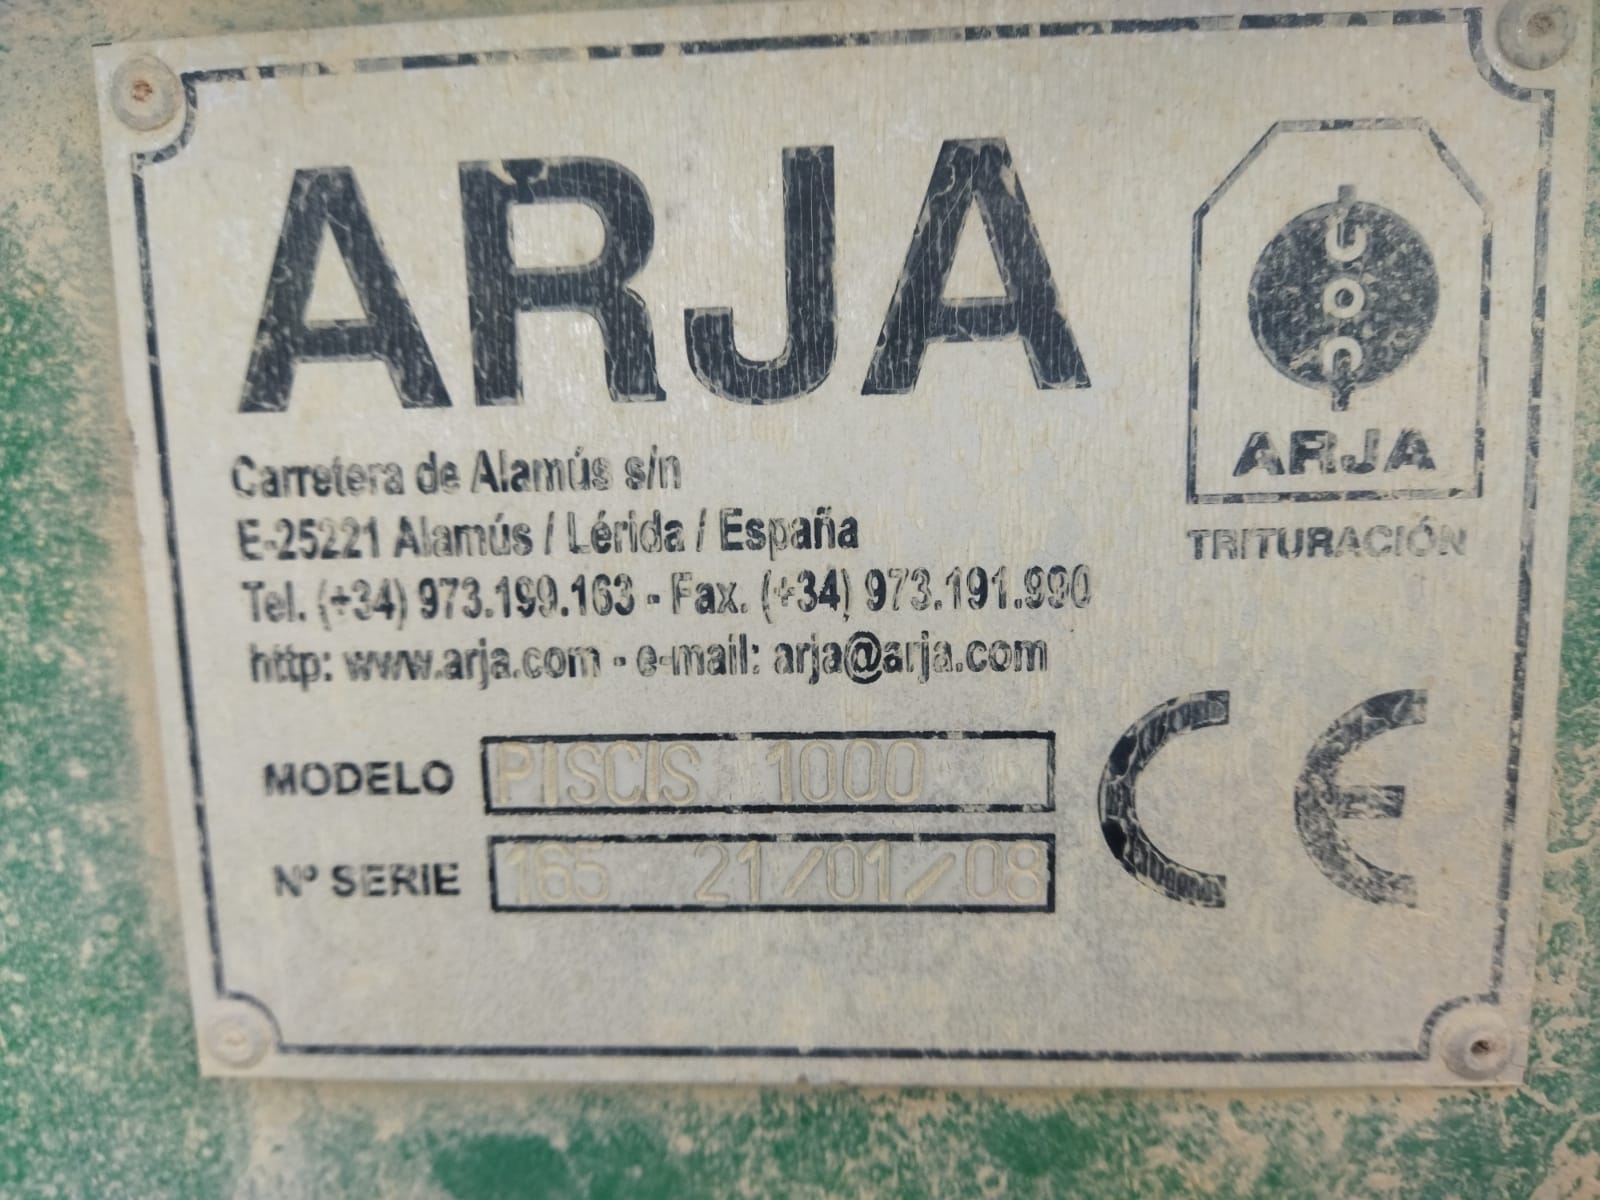 ARJA
Carretera de Alamús s/n
E-25221 Alamús / Lérida / España
Tel. (+34) 973.199.163 - Fax. (+34) 973.191.990
http: www.arja.com - e-mail: arja@arja.com
con
ARJA
TRITURACIÓN
MODELO PISCIS 1000
Nº SERIE 165 21/01/08
CE